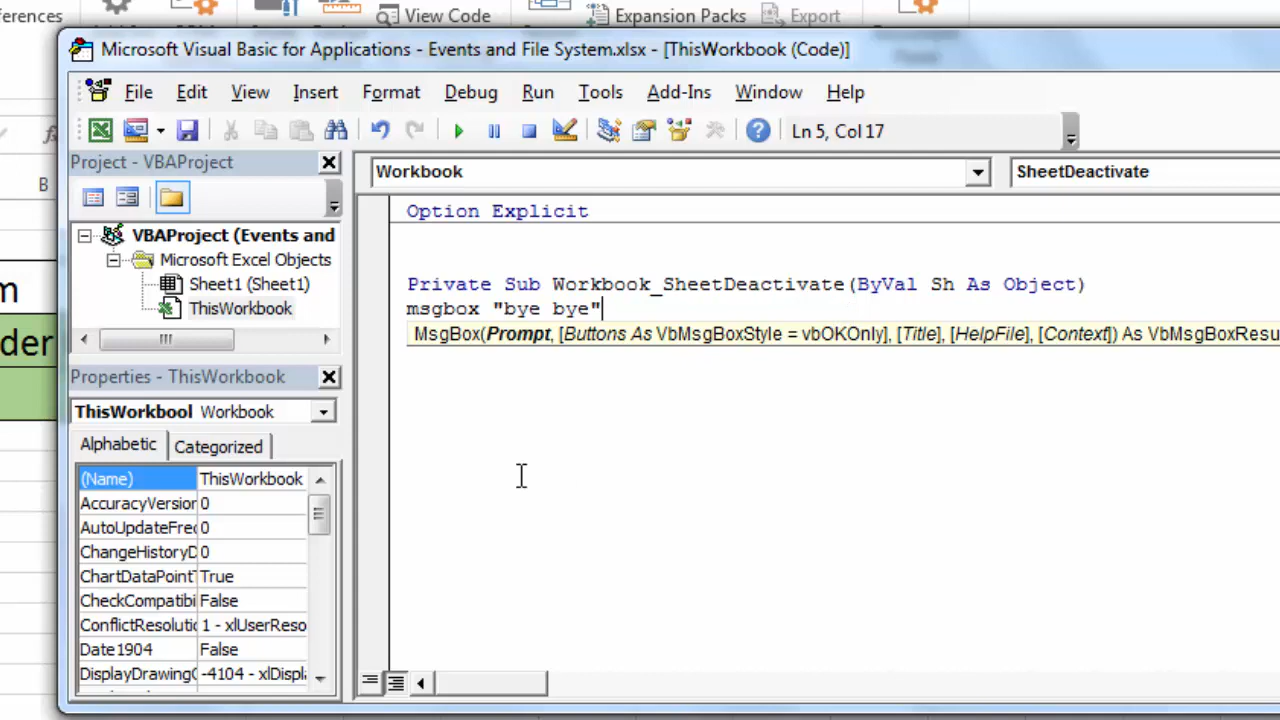 ferences
View Code
Expansion Packs
Export
Microsoft Visual Basic for Applications - Events and File System.xlsx - [ThisWorkbook (Code)]
File Edit View Insert Format Debug Run Tools Add-Ins Window Help
Ln 5, Col 17
Project - VBAProject
Workbook
SheetDeactivate
B
VBAProject (Events and
Microsoft Excel Objects
Sheet1 (Sheet1)
ThisWorkbook
m
der
Option Explicit
Private Sub Workbook_SheetDeactivate(ByVal Sh As Object)
msgbox "bye bye"
MsgBox(Prompt, [Buttons As VbMsgBoxStyle = vbOKOnly], [Title], [HelpFile], [Context]) As VbMsgBoxResu
Properties - ThisWorkbook
ThisWorkbool Workbook
Alphabetic Categorized
(Name) ThisWorkbook
AccuracyVersion 0
AutoUpdateFrec 0
ChangeHistoryD 0
ChartDataPointT True
CheckCompatibi False
ConflictResolutic 1 - xlUserReso
Date1904 False
DisplayDrawingC -4104 - xlDispl